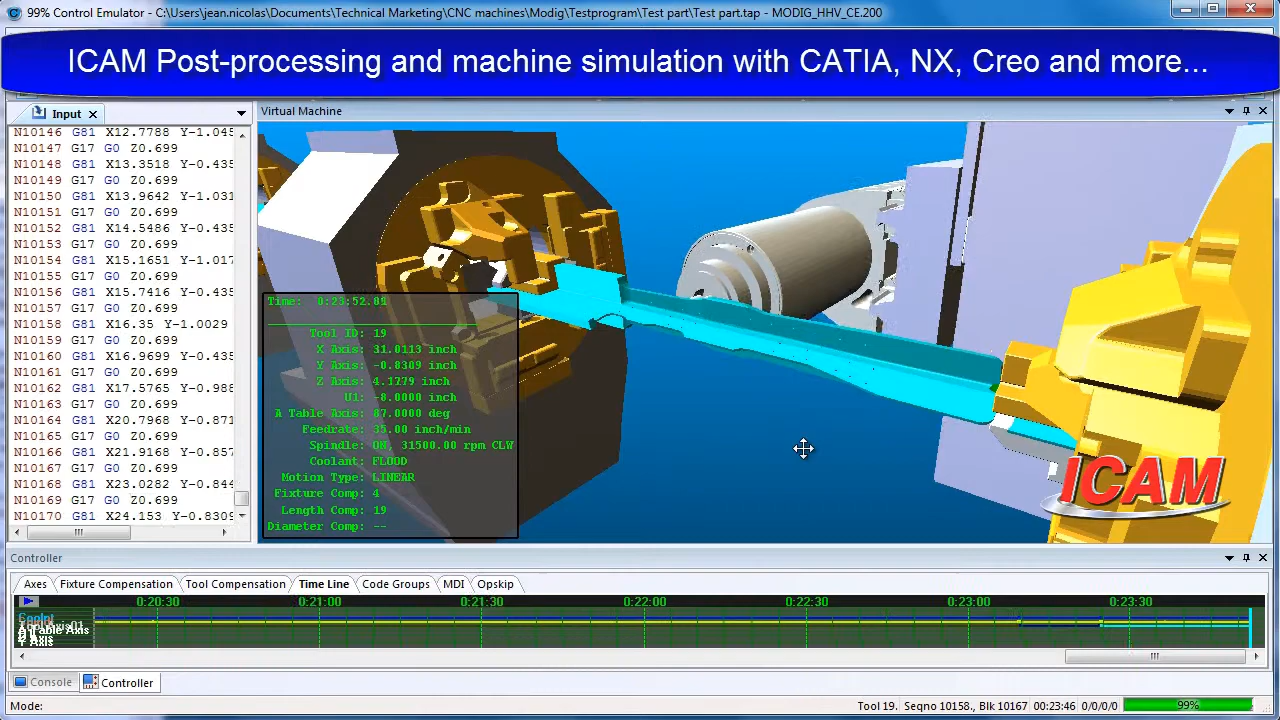 99% Control Emulator - C:\Users\jean.nicolas\Documents\Technical Marketing\CNC machines\Modig\Testprogram\Test part\Test part.tap - MODIG_HHV_CE.200
ICAM Post-processing and machine simulation with CATIA, NX, Creo and more...
Input
Virtual Machine
N10146 G81 X12.7788 Y-1.045
N10147 G17 G0 Z0.699
N10148 G81 X13.3518 Y-0.435
N10149 G17 G0 Z0.699
N10150 G81 X13.9642 Y-1.031
N10151 G17 G0 Z0.699
N10152 G81 X14.5486 Y-0.435
N10153 G17 G0 Z0.699
N10154 G81 X15.1651 Y-1.017
N10155 G17 G0 Z0.699
N10156 G81 X15.7416 Y-0.435
N10157 G17 G0 Z0.699
N10158 G81 X16.35 Y-1.0029
N10159 G17 G0 Z0.699
N10160 G81 X16.9699 Y-0.435
N10161 G17 G0 Z0.699
N10162 G81 X17.5765 Y-0.988
N10163 G17 G0 Z0.699
N10164 G81 X20.7968 Y-0.871
N10165 G17 G0 Z0.699
N10166 G81 X21.9168 Y-0.857
N10167 G17 G0 Z0.699
N10168 G81 X23.0282 Y-0.844
N10169 G17 G0 Z0.699
N10170 G81 X24.153 Y-0.8309
Time: 0:23:52.01
Tool ID: 19
X Axis: 31.0113 inch
Y Axis: -0.8309 inch
Z Axis: 4.1779 inch
U1: -8.0000 inch
A Table Axis: 87.0000 deg
Feedrate: 35.00 inch/min
Spindle: ON, 31500.00 rpm CLW
Coolant: FLOOD
Motion Type: LINEAR
Fixture Comp: 4
Length Comp: 19
Diameter Comp: --
ICAM
Controller
Axes Fixture Compensation Tool Compensation Time Line Code Groups MDI Opskip
0:20:30 0:21:00 0:21:30 0:22:00 0:22:30 0:23:00 0:23:30
A Table Axis
Axis
Console Controller
Mode: Tool 19. Seqno 10158., Blk 10167 00:23:46 0/0/0/0 99%